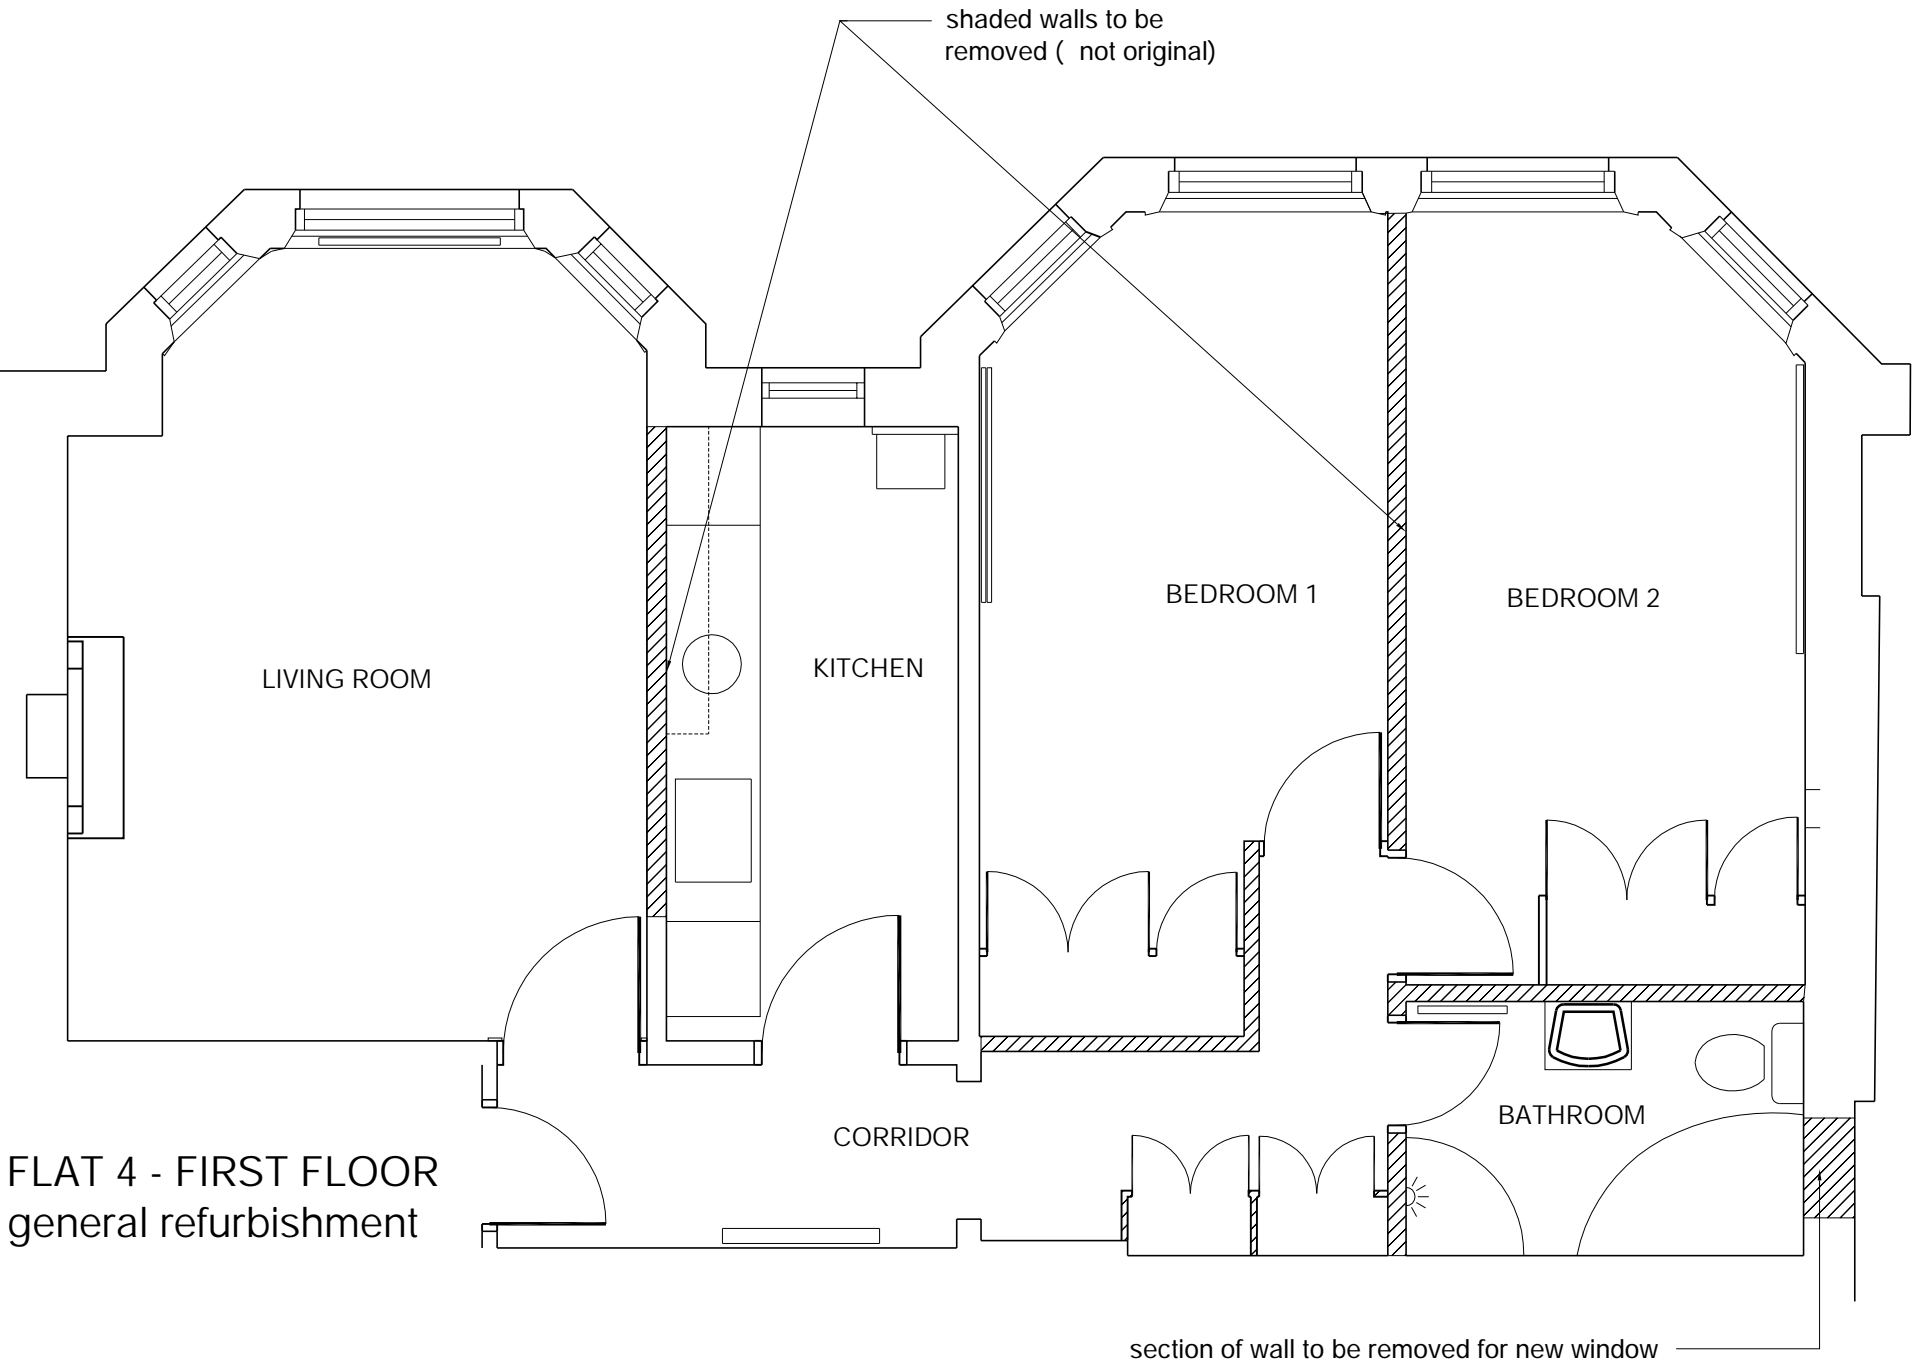 shaded walls to be
removed ( not original)
BEDROOM 1
BEDROOM 2
LIVING ROOM
KITCHEN
BATHROOM
CORRIDOR
FLAT 4 - FIRST FLOOR
general refurbishment
section of wall to be removed for new window